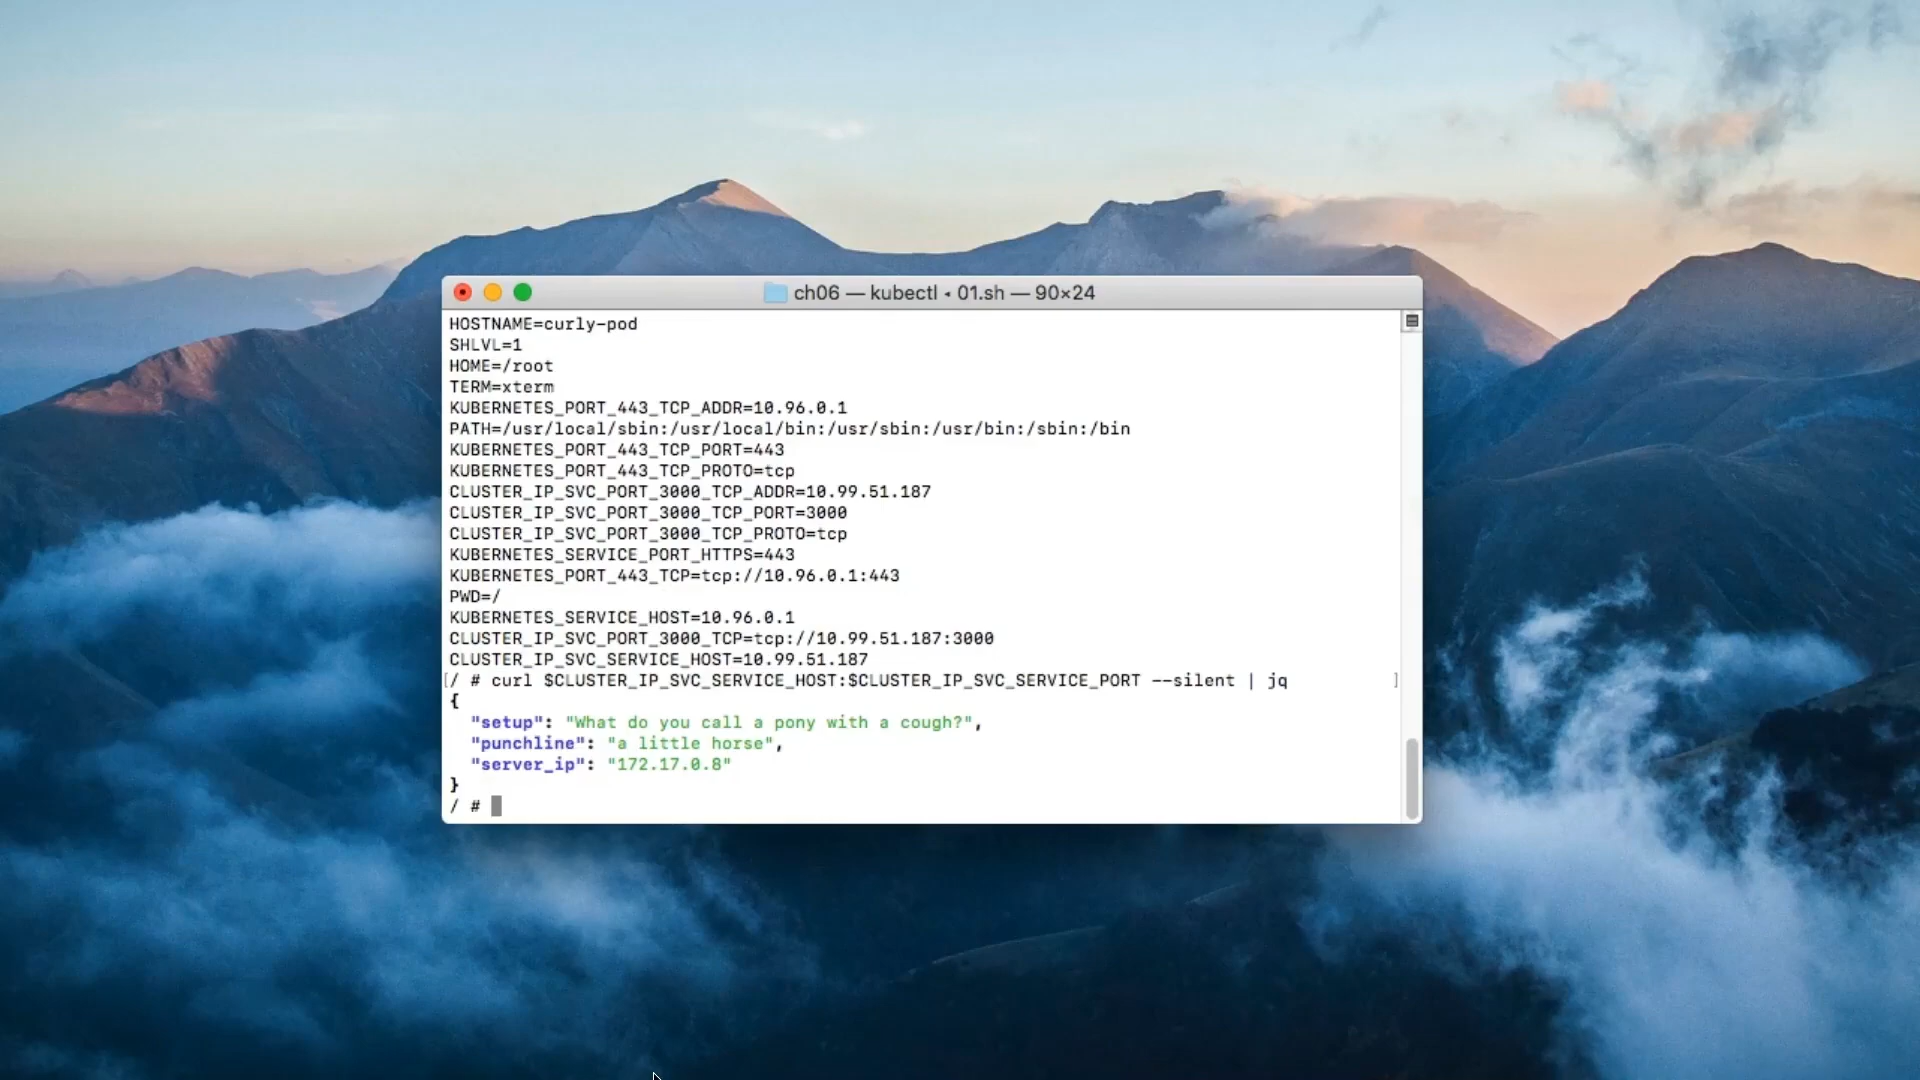 ch06 — kubectl ◂ 01.sh — 90×24
HOSTNAME=curly-pod
SHLVL=1
HOME=/root
TERM=xterm
KUBERNETES_PORT_443_TCP_ADDR=10.96.0.1
PATH=/usr/local/sbin:/usr/local/bin:/usr/sbin:/usr/bin:/sbin:/bin
KUBERNETES_PORT_443_TCP_PORT=443
KUBERNETES_PORT_443_TCP_PROTO=tcp
CLUSTER_IP_SVC_PORT_3000_TCP_ADDR=10.99.51.187
CLUSTER_IP_SVC_PORT_3000_TCP_PORT=3000
CLUSTER_IP_SVC_PORT_3000_TCP_PROTO=tcp
KUBERNETES_SERVICE_PORT_HTTPS=443
KUBERNETES_PORT_443_TCP=tcp://10.96.0.1:443
PWD=/
KUBERNETES_SERVICE_HOST=10.96.0.1
CLUSTER_IP_SVC_PORT_3000_TCP=tcp://10.99.51.187:3000
CLUSTER_IP_SVC_SERVICE_HOST=10.99.51.187
[/ # curl $CLUSTER_IP_SVC_SERVICE_HOST:$CLUSTER_IP_SVC_SERVICE_PORT --silent | jq ]
{
  "setup": "What do you call a pony with a cough?",
  "punchline": "a little horse",
  "server_ip": "172.17.0.8"
}
/ #